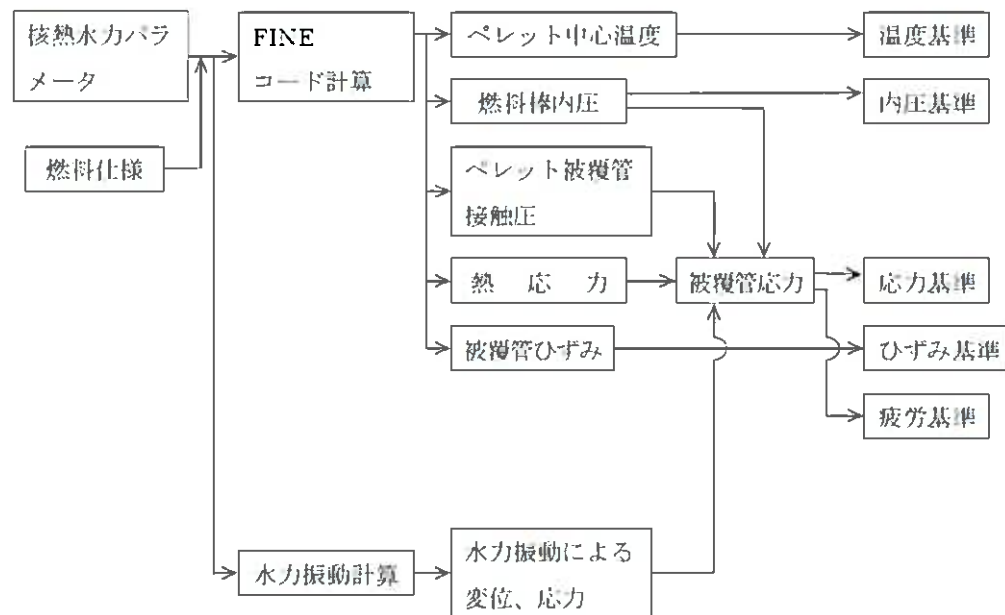 核熱水力パラ
メータ
燃料仕様
FINE
コード計算
ペレット中心温度
温度基準
燃料棒内圧
内圧基準
ペレット被覆管
接触圧
熱応力
被覆管応力
応力基準
被覆管ひずみ
ひずみ基準
疲労基準
水力振動計算
水力振動による
変位、応力